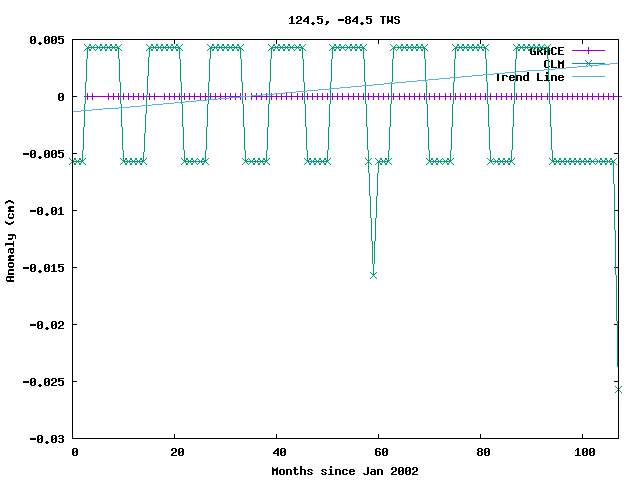 124.5, -84.5 TWS
0.005
0
-0.005
-0.01
-0.015
-0.02
-0.025
-0.03
Anomaly (cm)
GRACE
CLM
Trend Line
0 20 40 60 80 100
Months since Jan 2002